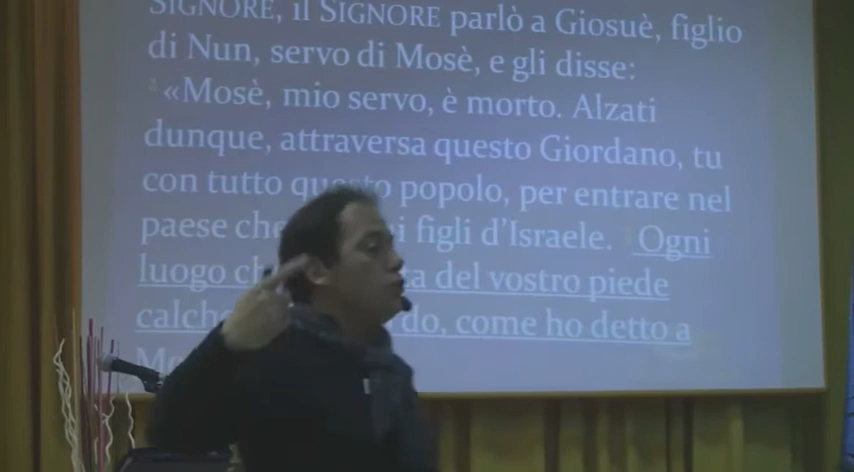 SIGNORE, il SIGNORE parlò a Giosuè, figlio
di Nun, servo di Mosè, e gli disse:
«Mosè, mio servo, è morto. Alzati
dunque, attraversa questo Giordano, tu
con tutto questo popolo, per entrare nel
paese che i figli d'Israele. Ogni
luogo del vostro piede
come ho detto a